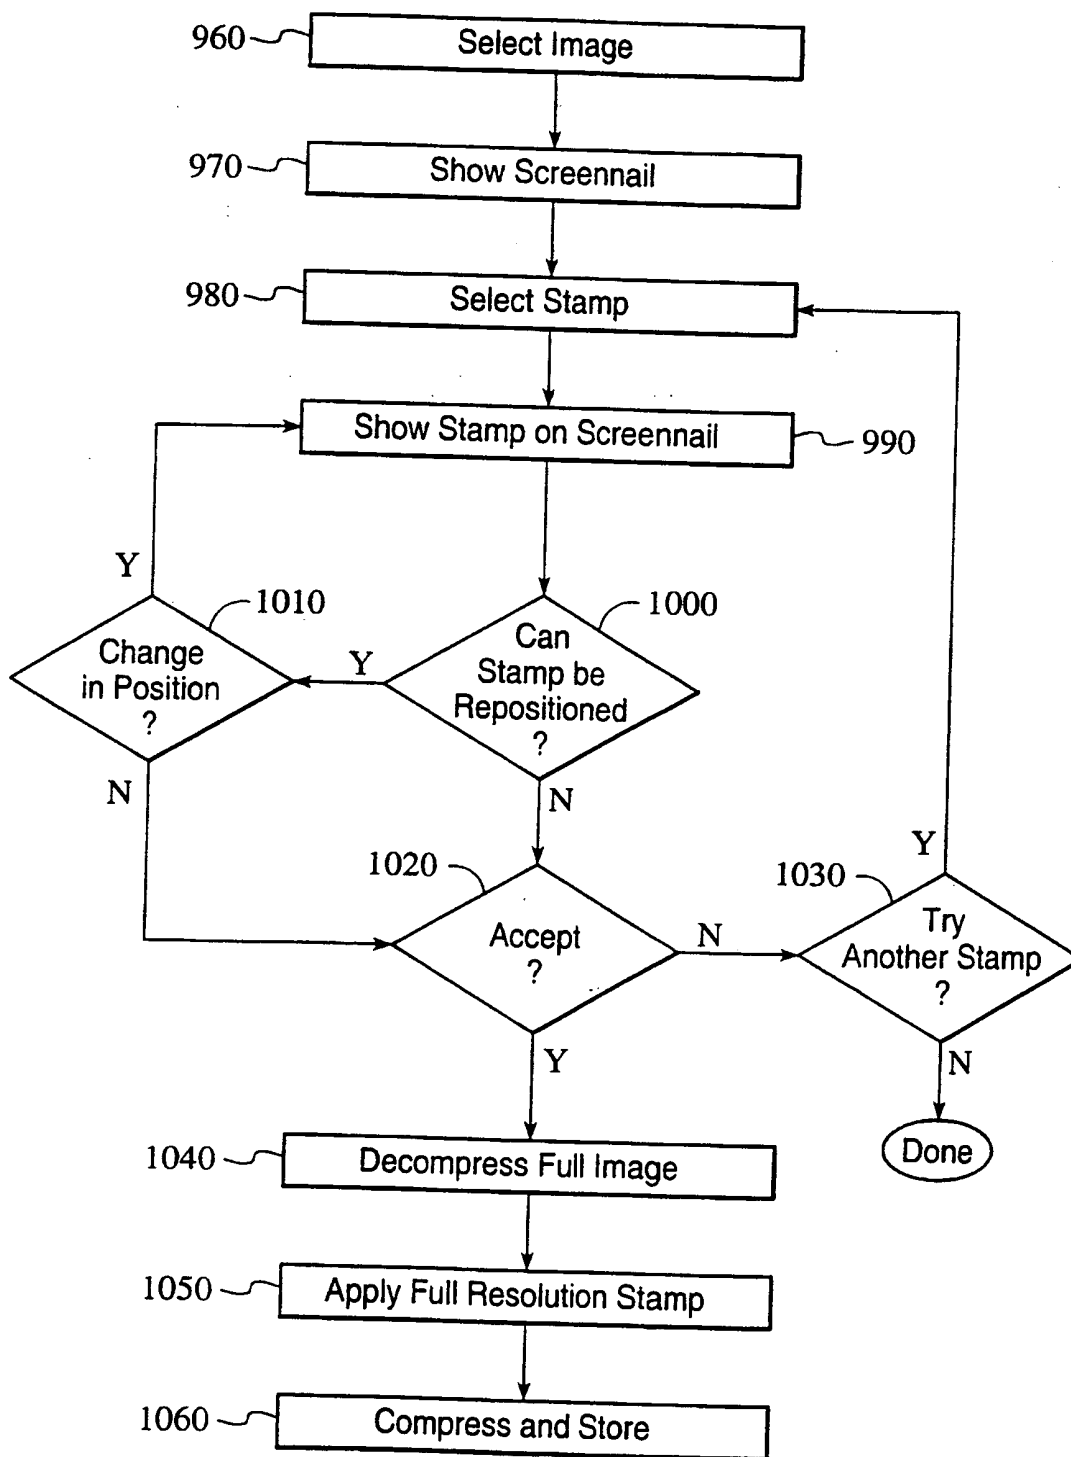 960
Select Image
970
Show Screennail
980
Select Stamp
Show Stamp on Screennail
990
Y
1010
1000
Change
in Position
?
Y
Can
Stamp be
Repositioned
?
N
N
Y
1020
1030
Accept
?
N
Try
Another Stamp
?
Y
N
1040
Decompress Full Image
Done
1050
Apply Full Resolution Stamp
1060
Compress and Store